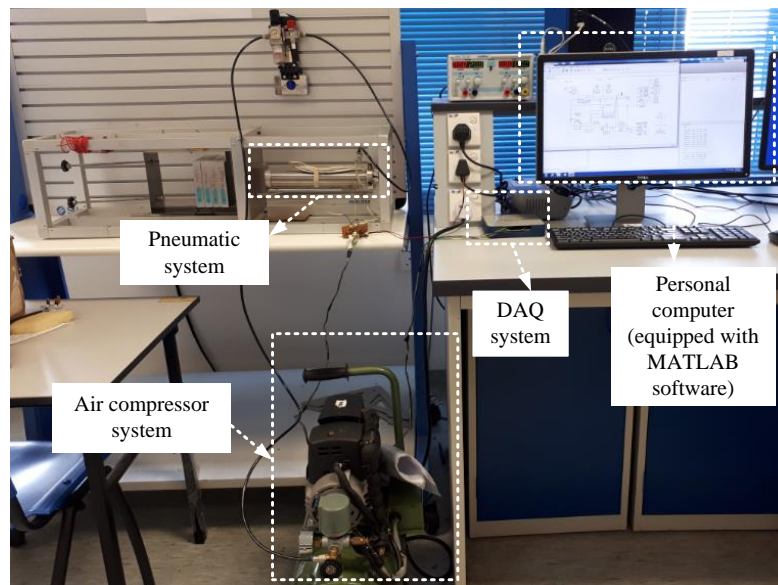 Pneumatic
system
DAQ
system
Personal
computer
(equipped with
MATLAB
software)
Air compressor
system